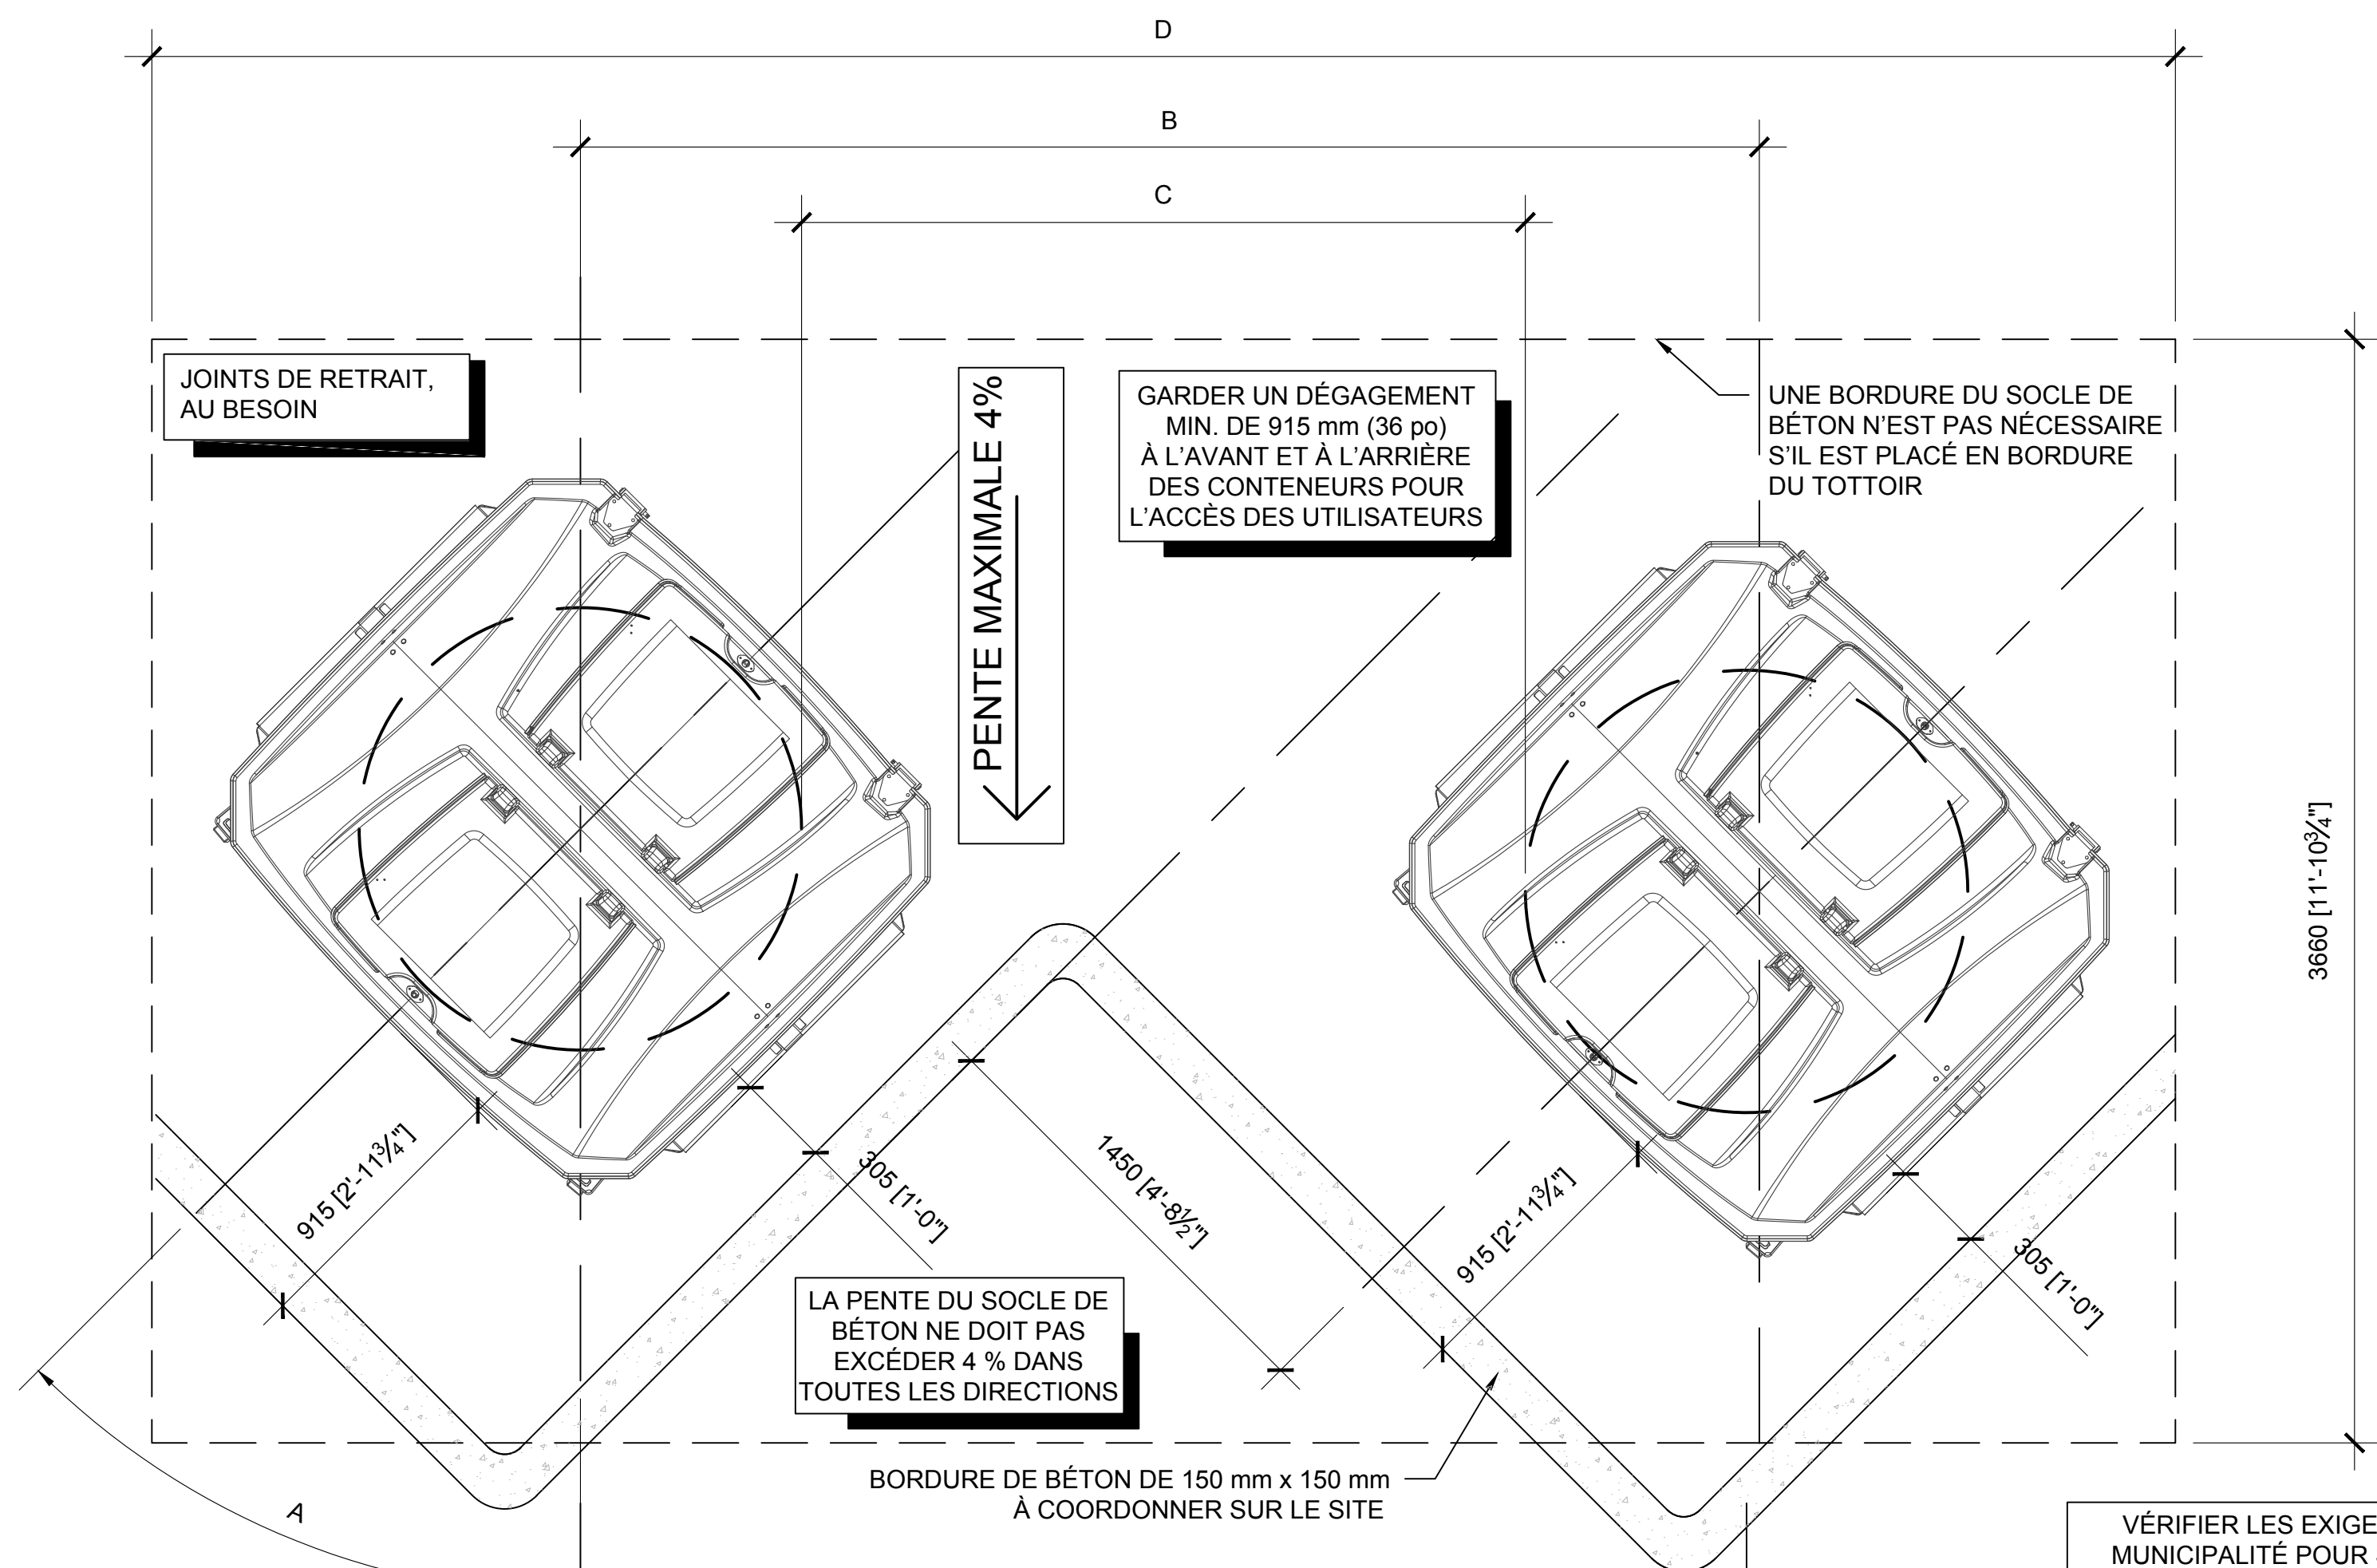 D
B
C
JOINTS DE RETRAIT,
AU BESOIN
PENTE MAXIMALE 4%
GARDER UN DÉGAGEMENT
MIN. DE 915 mm (36 po)
À L'AVANT ET À L'ARRIÈRE
DES CONTENEURS POUR
L'ACCÈS DES UTILISATEURS
UNE BORDURE DU SOCLE DE
BÉTON N'EST PAS NÉCESSAIRE
S'IL EST PLACÉ EN BORDURE
DU TOTTOIR
3660 [11'-10¾"]
915 [2'-11¾"]
305 [1'-0"]
1450 [4'-8½"]
915 [2'-11¾"]
305 [1'-0"]
LA PENTE DU SOCLE DE
BÉTON NE DOIT PAS
EXCÉDER 4 % DANS
TOUTES LES DIRECTIONS
BORDURE DE BÉTON DE 150 mm x 150 mm
À COORDONNER SUR LE SITE
A
VÉRIFIER LES EXIGE
MUNICIPALITÉ POUR